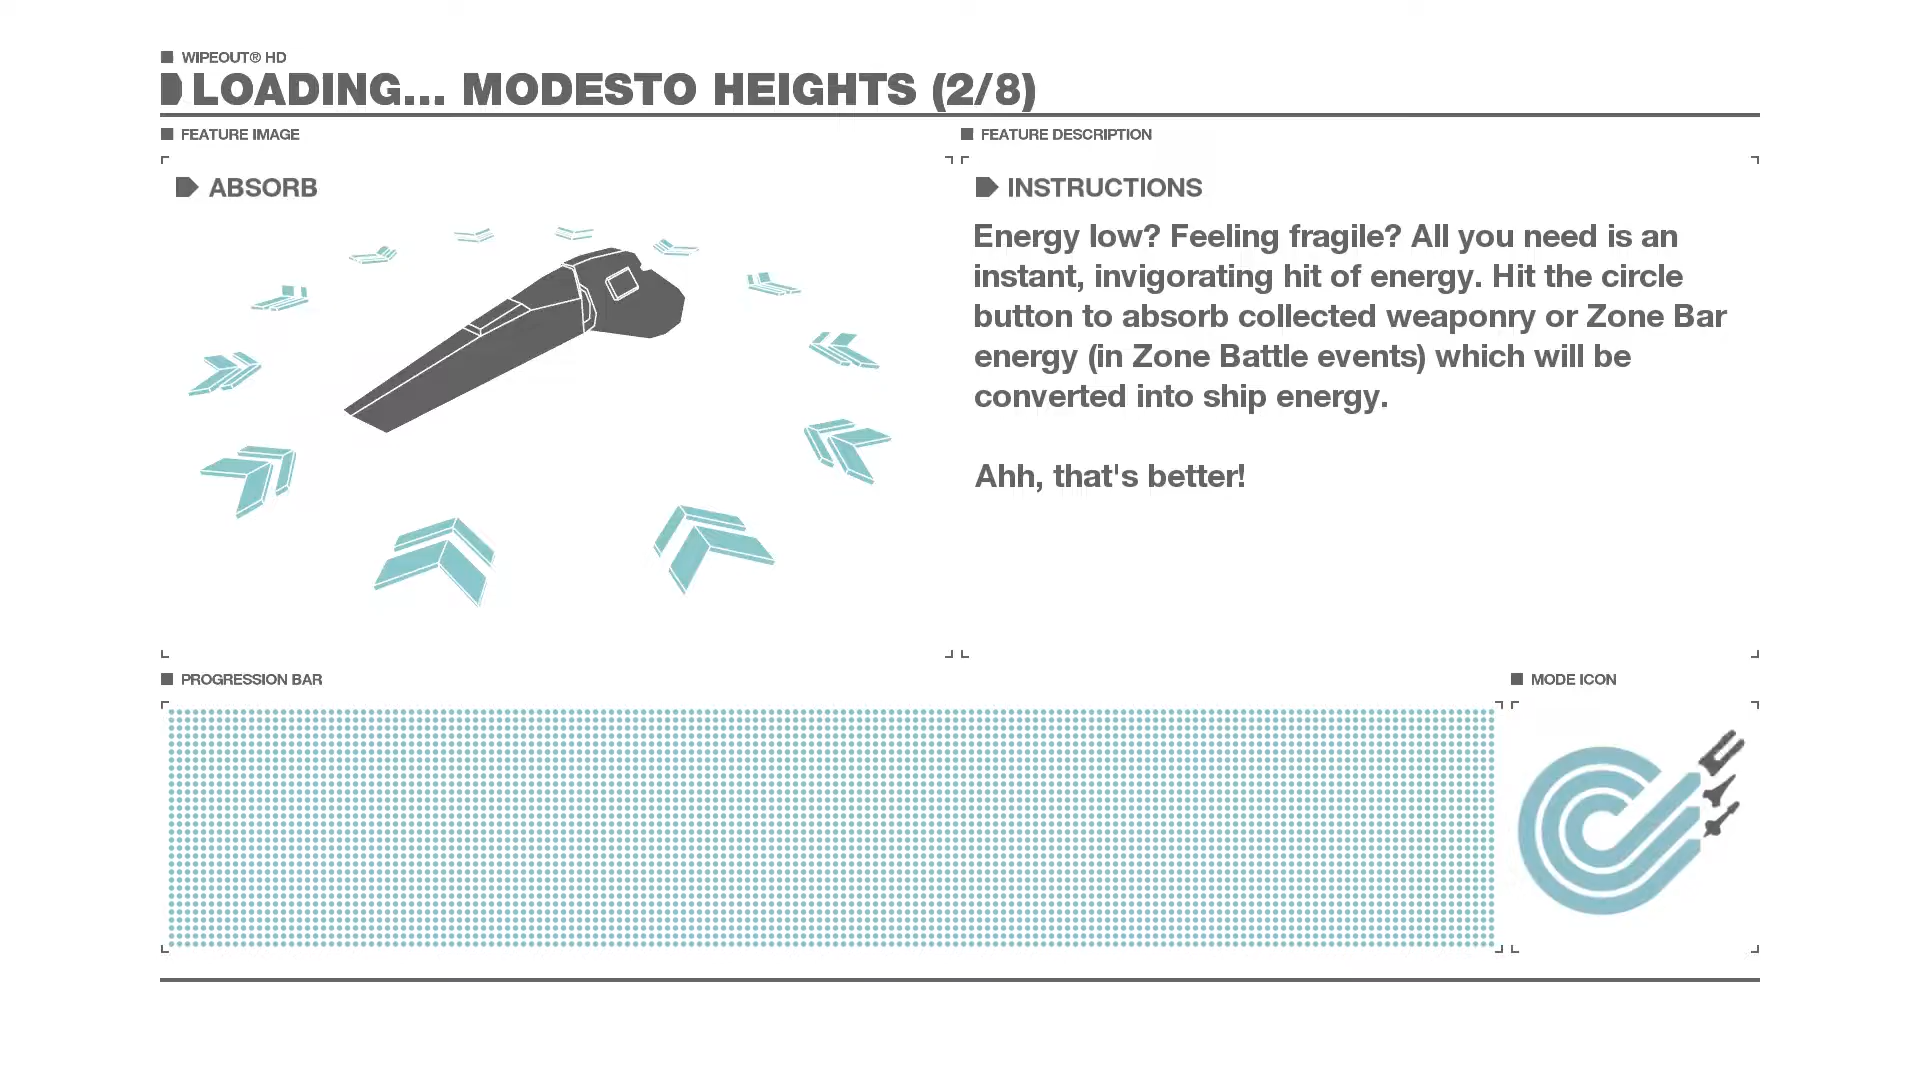 WIPEOUT® HD
LOADING... MODESTO HEIGHTS (2/8)
FEATURE IMAGE
FEATURE DESCRIPTION
ABSORB
INSTRUCTIONS
Energy low? Feeling fragile? All you need is an
instant, invigorating hit of energy. Hit the circle
button to absorb collected weaponry or Zone Bar
energy (in Zone Battle events) which will be
converted into ship energy.
Ahh, that's better!
PROGRESSION BAR
MODE ICON